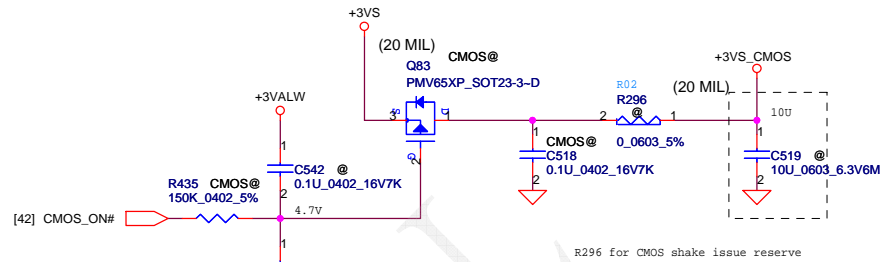 +3VS
(20 MIL)
CMOS@
Q83
PMV65XP_SOT23-3~D
+3VS_CMOS
R02
(20 MIL)
+3VALW
R296
@
0_0603_5%
S
D
G
3
1
2
2
1
10U
1
2
C542
@
0.1U_0402_16V7K
1
2
CMOS@
C518
0.1U_0402_16V7K
1
2
C519
@
10U_0603_6.3V6M
R435
CMOS@
150K_0402_5%
[42] CMOS_ON#
4.7V
1
R296 for CMOS shake issue reserve